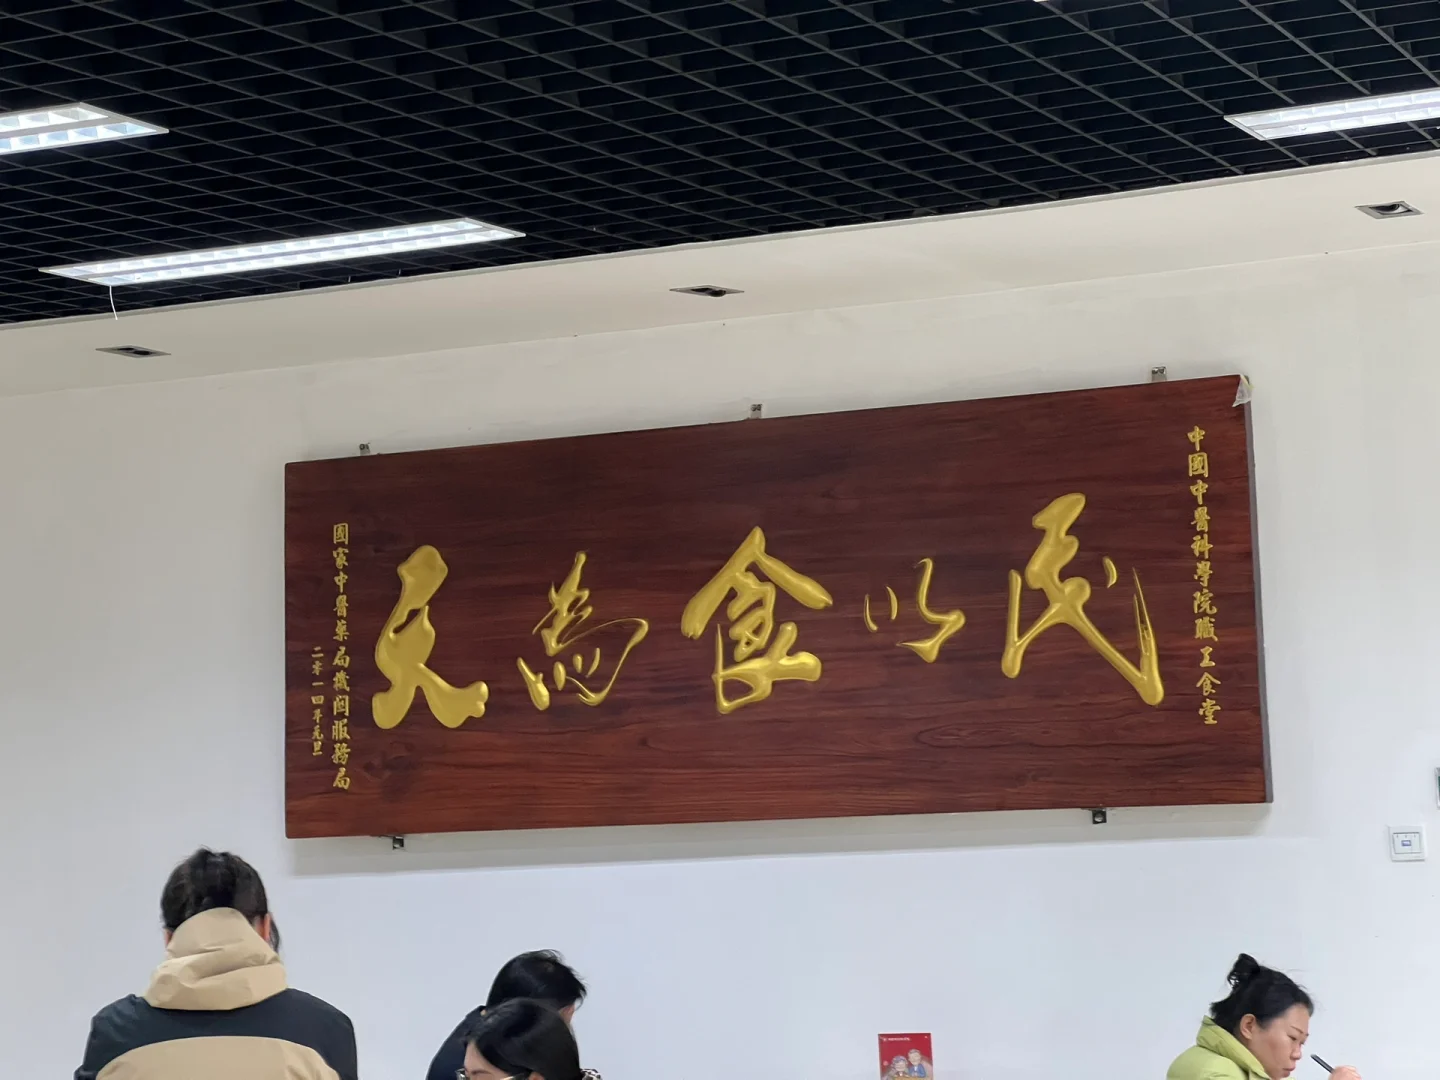 中國中醫科學院職工食堂
民以食為天
國家中醫藥局機關服務局
二零一四年元旦